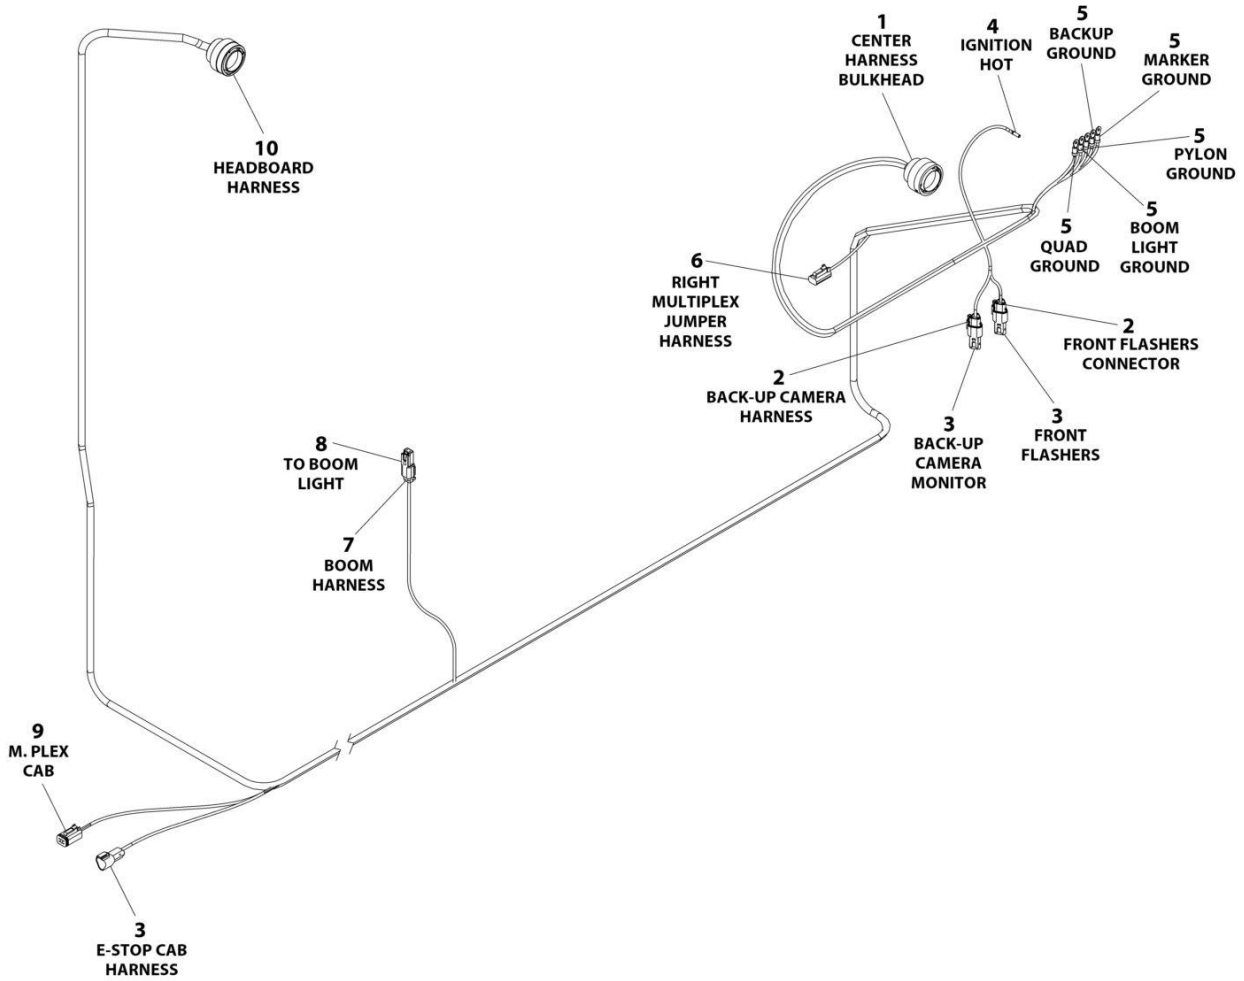 1
CENTER
HARNESS
BULKHEAD
4
IGNITION
HOT
5
BACKUP
GROUND
5
MARKER
GROUND
5
PYLON
GROUND
5
BOOM
LIGHT
GROUND
5
QUAD
GROUND
10
HEADBOARD
HARNESS
6
RIGHT
MULTIPLEX
JUMPER
HARNESS
2
FRONT FLASHERS
CONNECTOR
2
BACK-UP CAMERA
HARNESS
3
BACK-UP
CAMERA
MONITOR
3
FRONT
FLASHERS
8
TO BOOM
LIGHT
7
BOOM
HARNESS
9
M. PLEX
CAB
3
E-STOP CAB
HARNESS